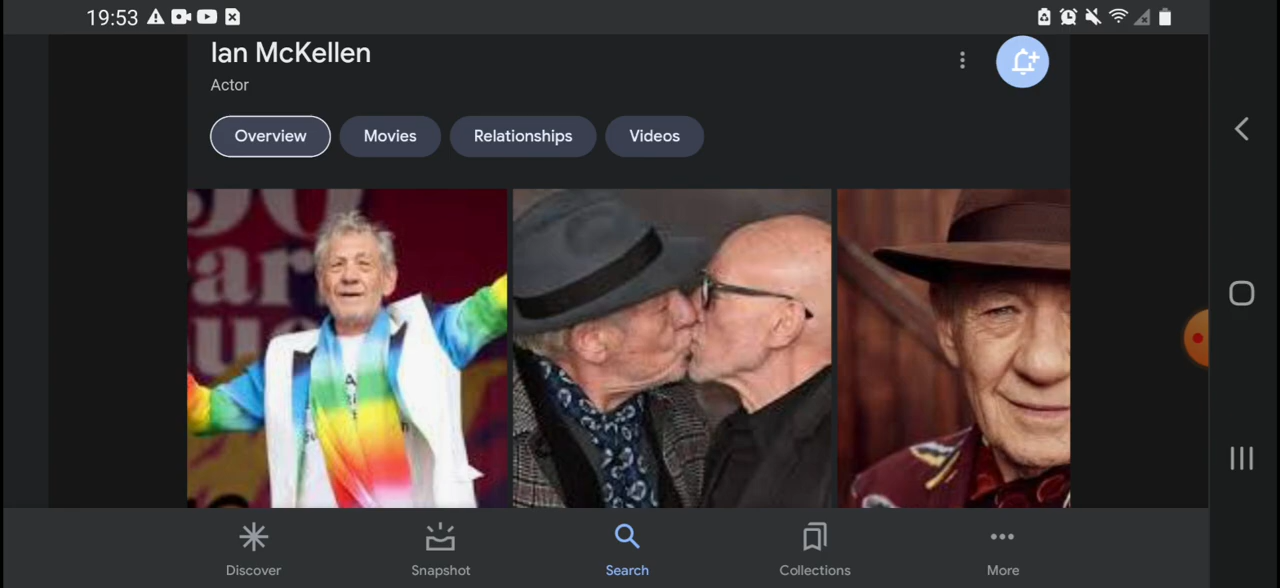 19:53
Ian McKellen
Actor
Overview Movies Relationships Videos
Discover Snapshot Search Collections More